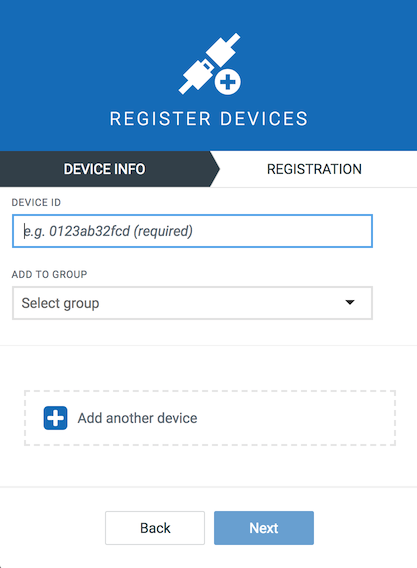 REGISTER DEVICES
DEVICE INFO
REGISTRATION
DEVICE ID
e.g. 0123ab32fcd (required)
ADD TO GROUP
Select group
Add another device
Back
Next